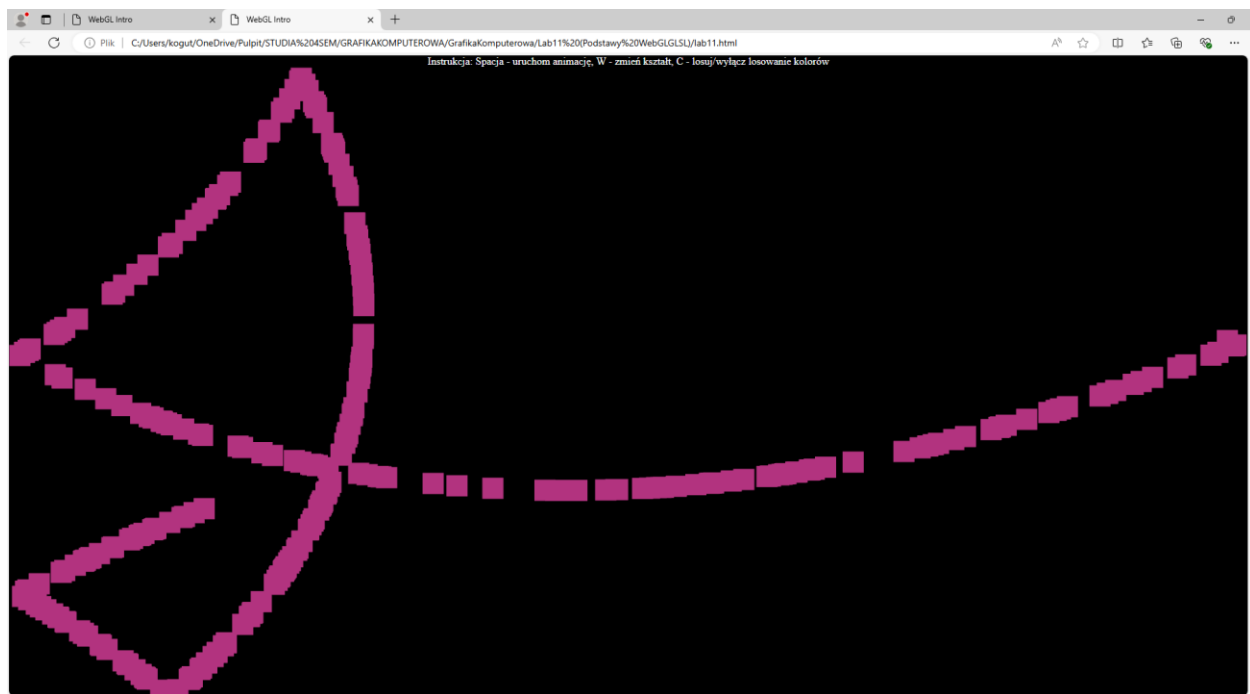 WebGL Intro
WebGL Intro
Plik
C:/Users/kogut/OneDrive/Pulpit/STUDIA%204SEM/GRAFIKAKOMPUTEROWA/GrafikaKomputerowa/Lab11%20(Podstawy%20WebGLGLSL)/lab11.html
Instrukcja: Spacja - uruchom animację, W - zmień kształt, C - losuj/wyłącz losowanie kolorów